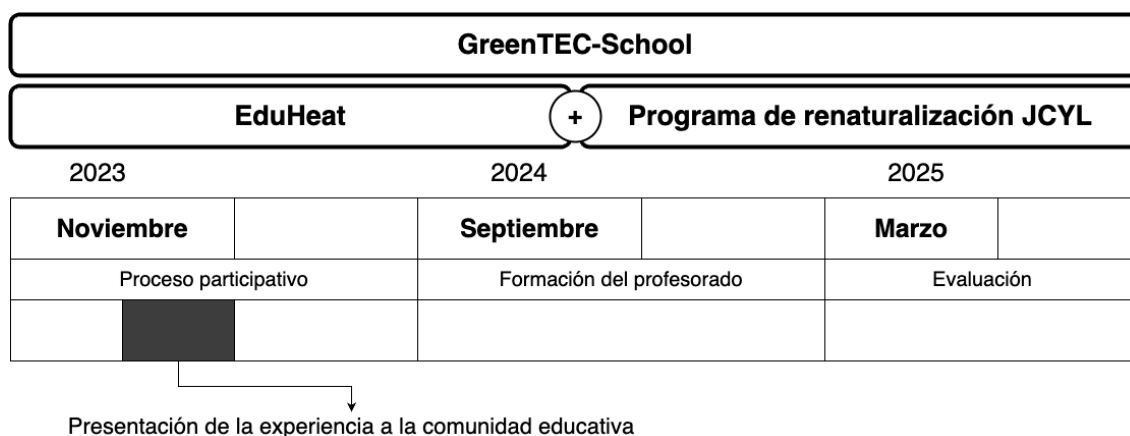 GreenTEC-School
EduHeat + Programa de renaturalización JCYL
2023 2024 2025
Noviembre Septiembre Marzo
Proceso participativo Formación del profesorado Evaluación
Presentación de la experiencia a la comunidad educativa